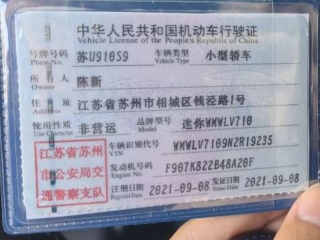 中华人民共和国机动车行驶证
Vehicle License of the People's Republic of China
号牌号码 苏U910S9 车辆类型 小型轿车
Plate No. Vehicle Type
所有人 陈新
Owner
住址 江苏省苏州市相城区钱泾路1号
Address
使用性质 非营运 品牌型号 迷你WMWLV710
Use Character Model
江苏省苏州市公安局交通警察支队
车辆识别代号 WMWLV7109N2R19235
VIN
发动机号码 F907K822B48A20F
Engine No.
注册日期 2021-09-08 发证日期 2021-09-08
Register Date Issue Date